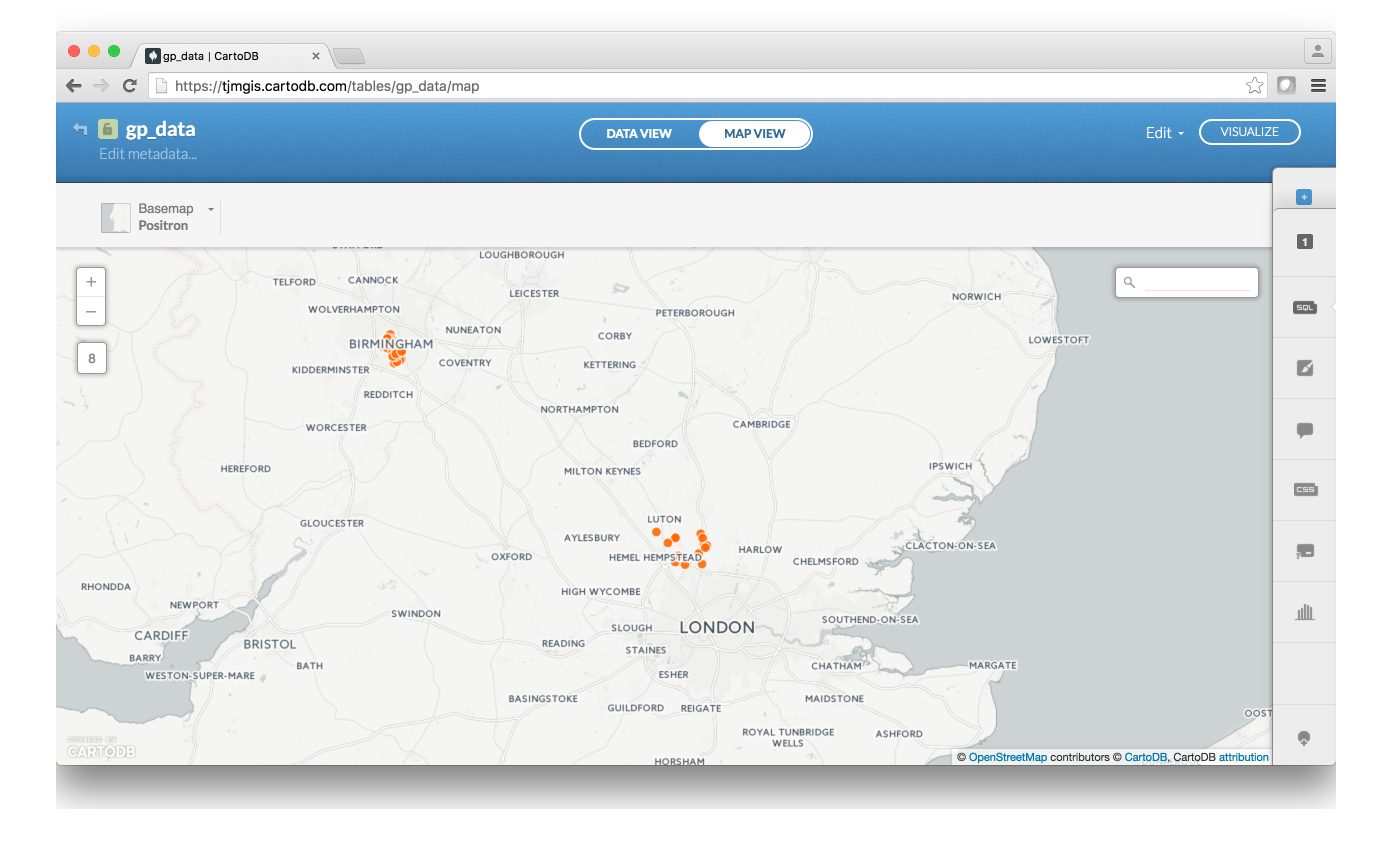 gp_data | CartoDB
https://tjmgis.cartodb.com/tables/gp_data/map
gp_data
Edit metadata...
DATA VIEW
MAP VIEW
Edit
VISUALIZE
Basemap
Positron
+
1
SQL
CSS
+
−
8
LOUGHBOROUGH
TELFORD
CANNOCK
LEICESTER
NORWICH
WOLVERHAMPTON
PETERBOROUGH
NUNEATON
CORBY
BIRMINGHAM
LOWESTOFT
COVENTRY
KETTERING
KIDDERMINSTER
REDDITCH
NORTHAMPTON
WORCESTER
CAMBRIDGE
BEDFORD
HEREFORD
MILTON KEYNES
IPSWICH
GLOUCESTER
LUTON
AYLESBURY
CLACTON-ON-SEA
OXFORD
HEMEL HEMPSTEAD
HARLOW
CHELMSFORD
RHONDDA
HIGH WYCOMBE
NEWPORT
SWINDON
SOUTHEND-ON-SEA
SLOUGH
LONDON
CARDIFF
BRISTOL
READING
STAINES
BARRY
BATH
CHATHAM
MARGATE
WESTON-SUPER-MARE
ESHER
BASINGSTOKE
MAIDSTONE
GUILDFORD
REIGATE
OOST
ROYAL TUNBRIDGE
WELLS
ASHFORD
POWERED BY
CARTODB
HORSHAM
© OpenStreetMap contributors © CartoDB, CartoDB attribution